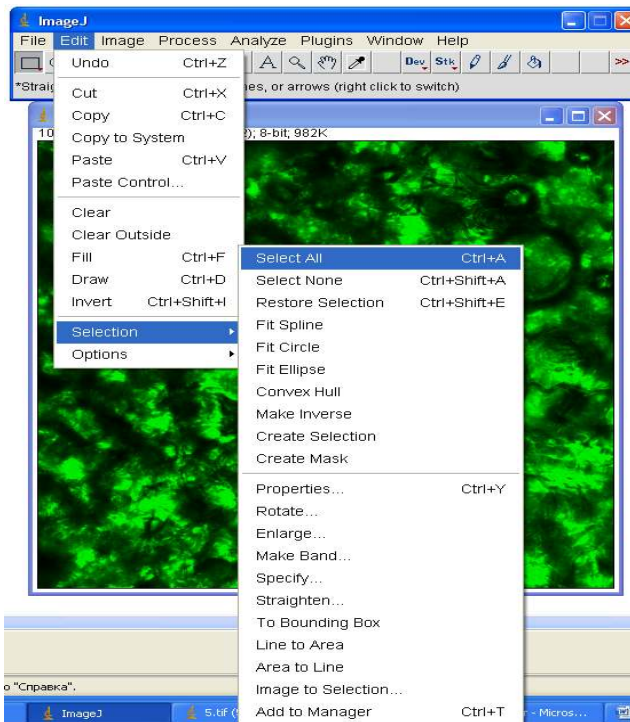 ImageJ
File Edit Image Process Analyze Plugins Window Help
Undo Ctrl+Z
A Dev Stk >>
*Straig
nes, or arrows (right click to switch)
Cut Ctrl+X
Copy Ctrl+C
10
); 8-bit; 982K
Copy to System
Paste Ctrl+V
Paste Control...
Clear
Clear Outside
Fill Ctrl+F
Draw Ctrl+D
Invert Ctrl+Shift+I
Selection
Options
Select All Ctrl+A
Select None Ctrl+Shift+A
Restore Selection Ctrl+Shift+E
Fit Spline
Fit Circle
Fit Ellipse
Convex Hull
Make Inverse
Create Selection
Create Mask
Properties... Ctrl+Y
Rotate...
Enlarge...
Make Band...
Specify...
Straighten...
To Bounding Box
Line to Area
Area to Line
Image to Selection...
Add to Manager Ctrl+T
о "Справка".
ImageJ
5.tif (
r - Micros...